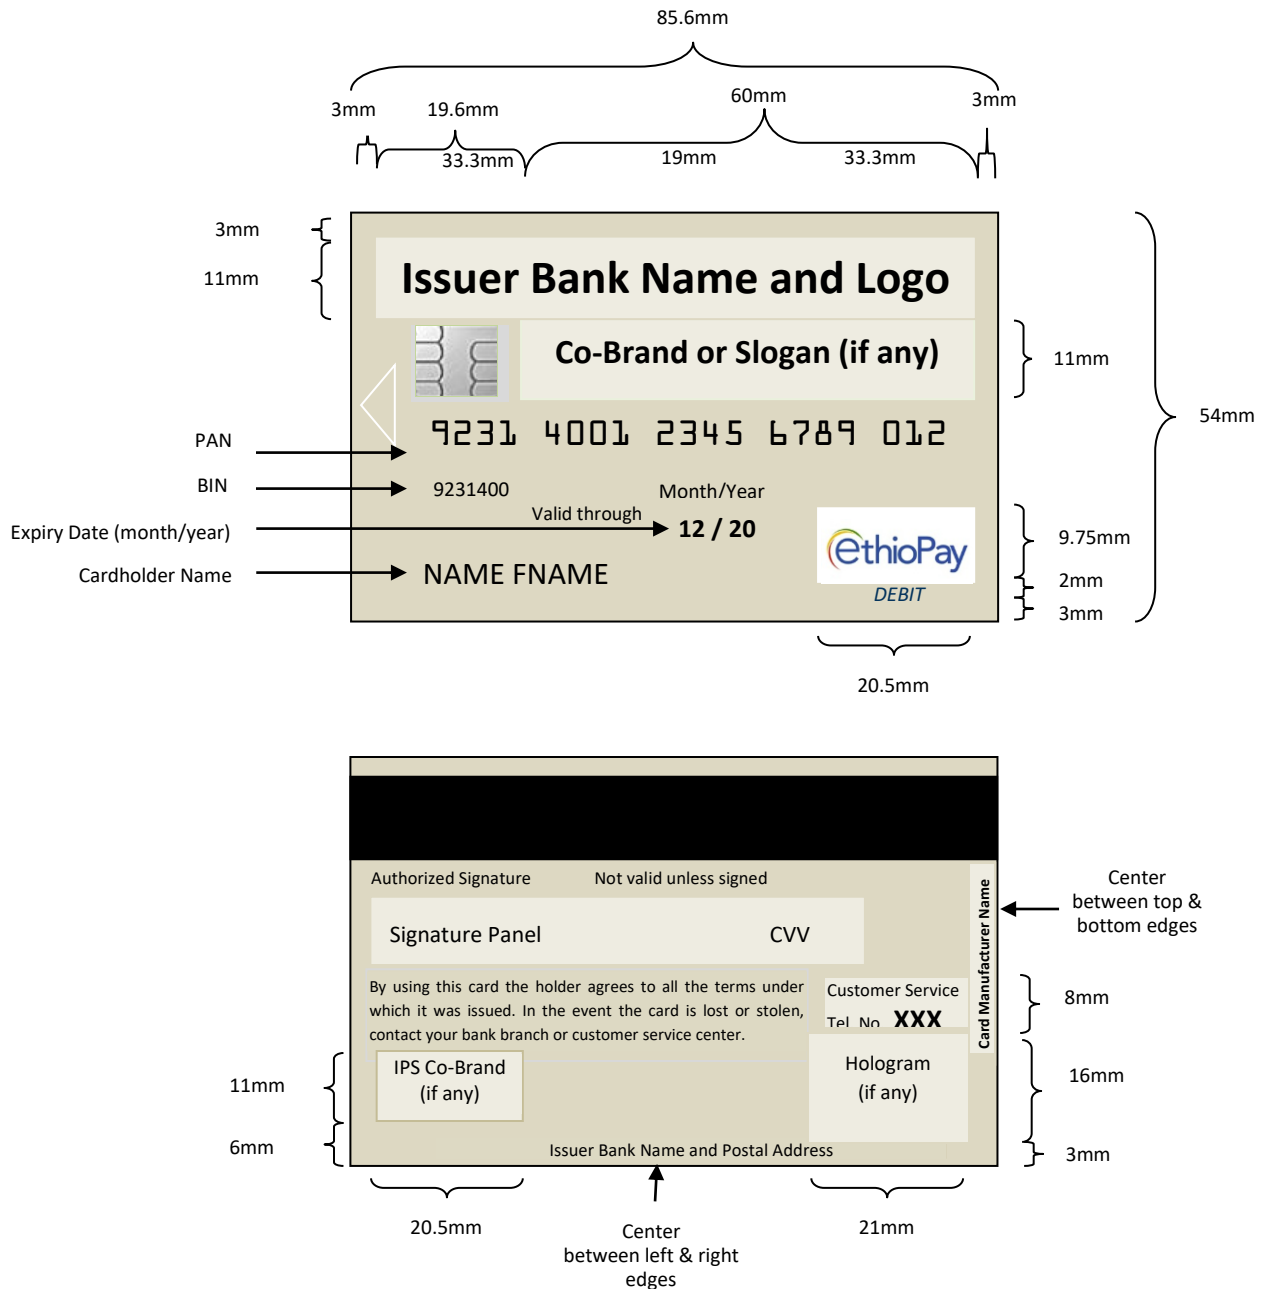 85.6mm
3mm 19.6mm 60mm 3mm
33.3mm 19mm 33.3mm
3mm
11mm
Issuer Bank Name and Logo
Co-Brand or Slogan (if any)
11mm
54mm
9231 4001 2345 6789 012
PAN
BIN
9231400
Month/Year
Valid through
12 / 20
Expiry Date (month/year)
Cardholder Name
NAME FNAME
ethioPay
DEBIT
9.75mm
2mm
3mm
20.5mm
Authorized Signature Not valid unless signed
Signature Panel CVV
Card Manufacturer Name
Center
between top &
bottom edges
By using this card the holder agrees to all the terms under
which it was issued. In the event the card is lost or stolen,
contact your bank branch or customer service center.
Customer Service
Tel. No XXX
8mm
IPS Co-Brand
(if any)
Hologram
(if any)
11mm
16mm
6mm
Issuer Bank Name and Postal Address
3mm
20.5mm
Center
between left & right
edges
21mm